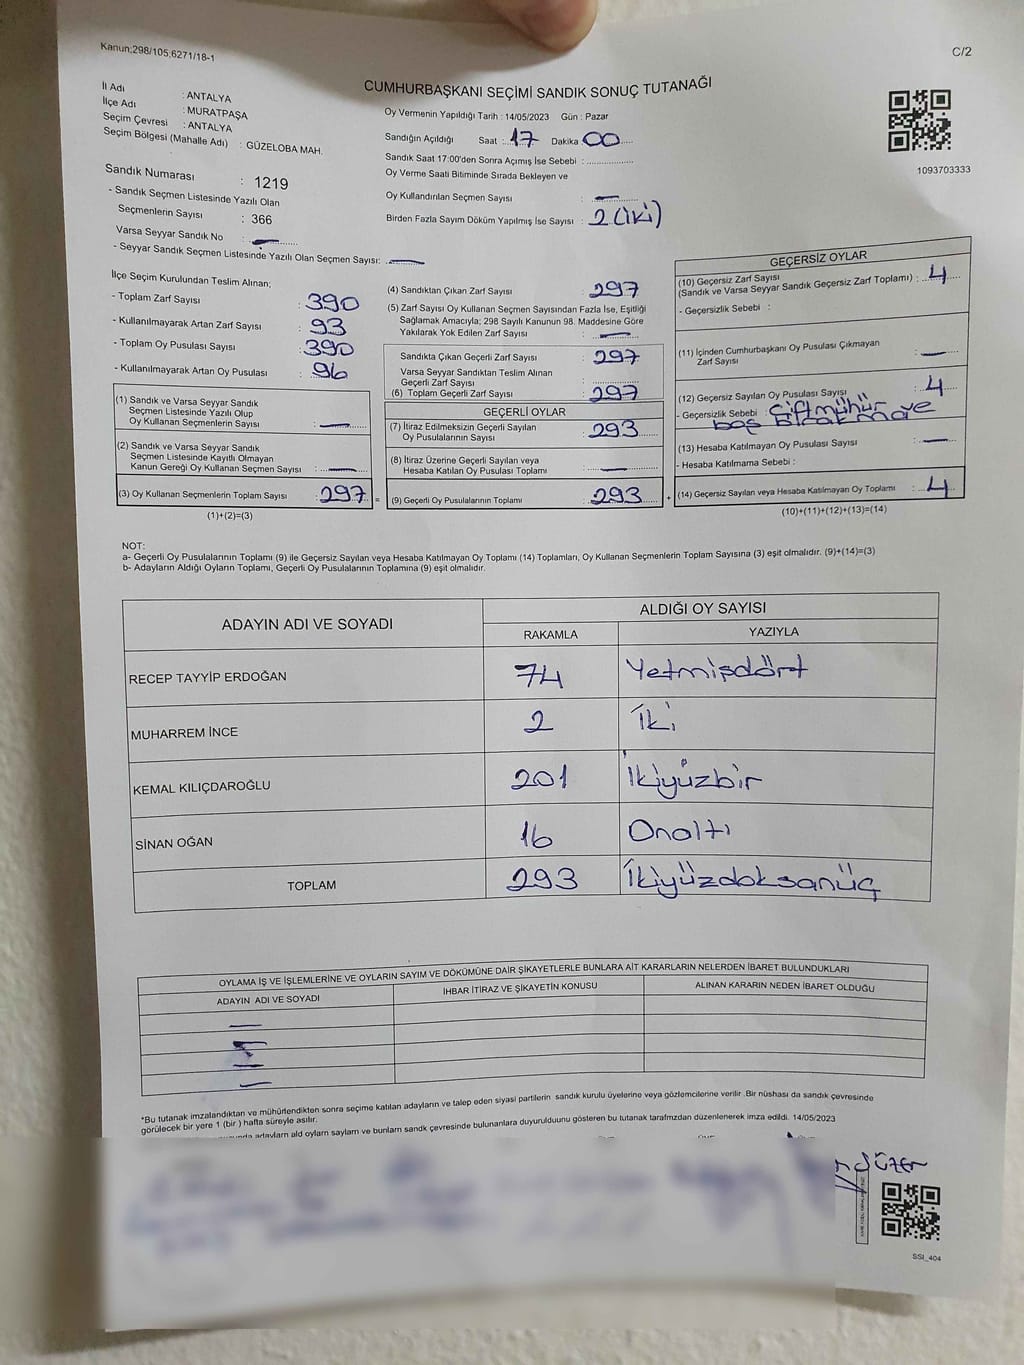 Kanun;298/105;6271/18-1
C/2
CUMHURBAŞKANI SEÇİMİ SANDIK SONUÇ TUTANAĞI
İl Adı : ANTALYA
İlçe Adı : MURATPAŞA
Seçim Çevresi : ANTALYA
Seçim Bölgesi (Mahalle Adı) : GÜZELOBA MAH.
Sandık Numarası : 1219
- Sandık Seçmen Listesinde Yazılı Olan
Seçmenlerin Sayısı : 366
Varsa Seyyar Sandık No : —
- Seyyar Sandık Seçmen Listesinde Yazılı Olan Seçmen Sayısı: —
Oy Vermenin Yapıldığı Tarih : 14/05/2023 Gün : Pazar
Sandığın Açıldığı Saat : 17 Dakika 00
Sandık Saat 17:00'den Sonra Açımış İse Sebebi :
Oy Verme Saati Bitiminde Sırada Bekleyen ve
Oy Kullandırılan Seçmen Sayısı : —
Birden Fazla Sayım Döküm Yapılmış İse Sayısı : 2 (iki)
1093703333
İlçe Seçim Kurulundan Teslim Alınan;
- Toplam Zarf Sayısı : 390
- Kullanılmayarak Artan Zarf Sayısı : 93
- Toplam Oy Pusulası Sayısı : 390
- Kullanılmayarak Artan Oy Pusulası : 96
(1) Sandık ve Varsa Seyyar Sandık
Seçmen Listesinde Yazılı Olup
Oy Kullanan Seçmenlerin Sayısı : —
(2) Sandık ve Varsa Seyyar Sandık
Seçmen Listesinde Kayıtlı Olmayan
Kanun Gereği Oy Kullanan Seçmen Sayısı : —
(3) Oy Kullanan Seçmenlerin Toplam Sayısı : 297 =
(1)+(2)=(3)
(4) Sandıktan Çıkan Zarf Sayısı : 297
(5) Zarf Sayısı Oy Kullanan Seçmen Sayısından Fazla İse, Eşitliği
Sağlamak Amacıyla; 298 Sayılı Kanunun 98. Maddesine Göre
Yakılarak Yok Edilen Zarf Sayısı : —
Sandıkta Çıkan Geçerli Zarf Sayısı : 297
Varsa Seyyar Sandıktan Teslim Alınan
Geçerli Zarf Sayısı :
(6) Toplam Geçerli Zarf Sayısı : 297
GEÇERLİ OYLAR
(7) İtiraz Edilmeksizin Geçerli Sayılan
Oy Pusulalarının Sayısı : 293
(8) İtiraz Üzerine Geçerli Sayılan veya
Hesaba Katılan Oy Pusulası Toplamı : —
(9) Geçerli Oy Pusulalarının Toplamı : 293 +
GEÇERSİZ OYLAR
(10) Geçersiz Zarf Sayısı
(Sandık ve Varsa Seyyar Sandık Geçersiz Zarf Toplamı) : 4
- Geçersizlik Sebebi :
(11) İçinden Cumhurbaşkanı Oy Pusulası Çıkmayan
Zarf Sayısı : —
(12) Geçersiz Sayılan Oy Pusulası Sayısı : 4
- Geçersizlik Sebebi : Çift mühür ve
boş bırakma
(13) Hesaba Katılmayan Oy Pusulası Sayısı : —
- Hesaba Katılmama Sebebi :
(14) Geçersiz Sayılan veya Hesaba Katılmayan Oy Toplamı : 4
(10)+(11)+(12)+(13)=(14)
NOT:
a- Geçerli Oy Pusulalarının Toplamı (9) ile Geçersiz Sayılan veya Hesaba Katılmayan Oy Toplamı (14) Toplamları, Oy Kullanan Seçmenlerin Toplam Sayısına (3) eşit olmalıdır. (9)+(14)=(3)
b- Adayların Aldığı Oyların Toplamı, Geçerli Oy Pusulalarının Toplamına (9) eşit olmalıdır.
ADAYIN ADI VE SOYADI
ALDIĞI OY SAYISI
RAKAMLA YAZIYLA
RECEP TAYYİP ERDOĞAN 74 Yetmişdört
MUHARREM İNCE 2 İki
KEMAL KILIÇDAROĞLU 201 İkiyüzbir
SİNAN OĞAN 16 Onaltı
TOPLAM 293 İkiyüzdoksanüç
OYLAMA İŞ VE İŞLEMLERİNE VE OYLARIN SAYIM VE DÖKÜMÜNE DAİR ŞİKAYETLERLE BUNLARA AİT KARARLARIN NELERDEN İBARET BULUNDUKLARI
ADAYIN ADI VE SOYADI İHBAR İTİRAZ VE ŞİKAYETİN KONUSU ALINAN KARARIN NEDEN İBARET OLDUĞU
*Bu tutanak imzalandıktan ve mühürlendikten sonra seçime katılan adayların ve talep eden siyasi partilerin sandık kurulu üyelerine veya gözlemcilerine verilir .Bir nüshası da sandık çevresinde
görülecek bir yere 1 (bir ) hafta süreyle asılır.
adayların ald oyların sayları ve bunların sandk çevresinde bulunanlara duyurulduunu gösteren bu tutanak tarafmzdan düzenlenerek imza edildi. 14/05/2023
SSI_404